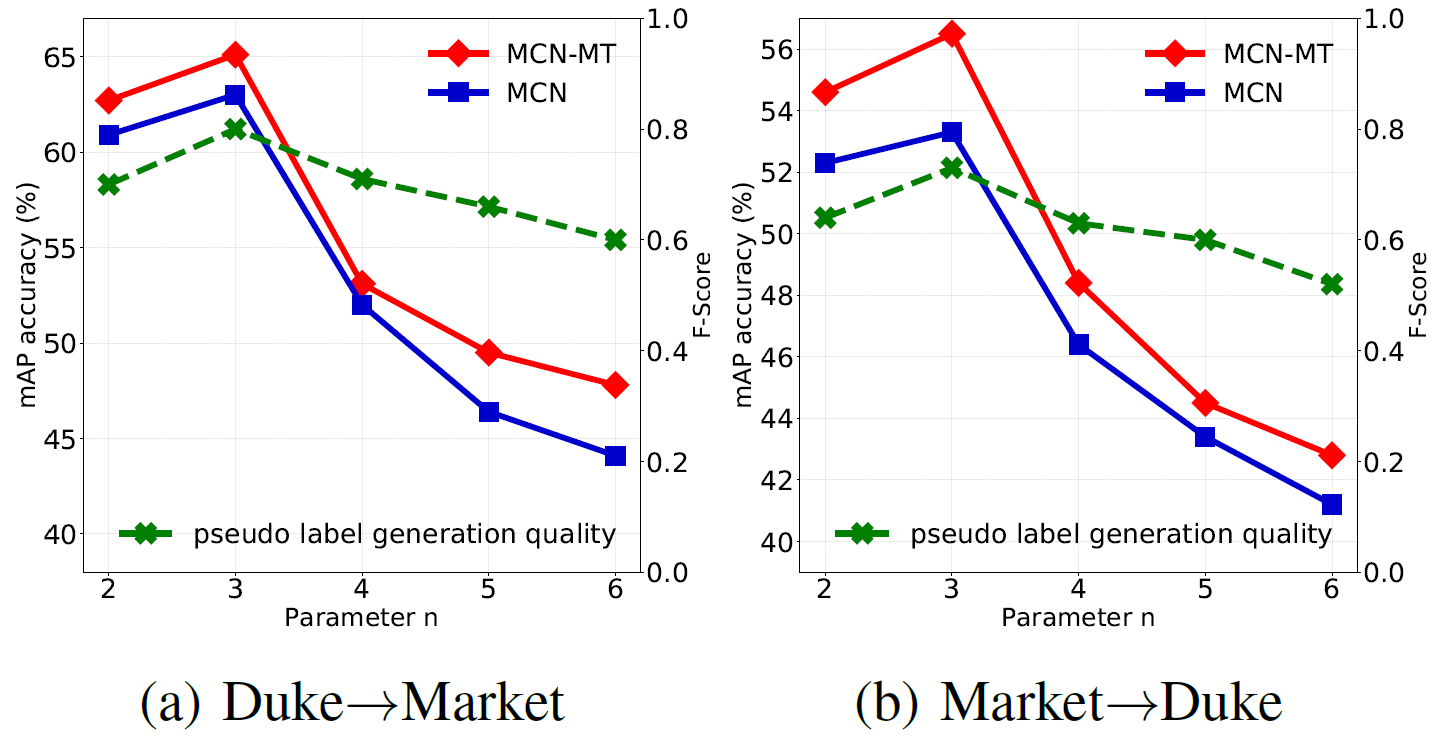 65
60
55
50
45
40
mAP accuracy (%)
MCN-MT
MCN
pseudo label generation quality
1.0
0.8
0.6
0.4
0.2
0.0
F-Score
2 3 4 5 6
Parameter n
(a) Duke→Market
56
54
52
50
48
46
44
42
40
mAP accuracy (%)
MCN-MT
MCN
pseudo label generation quality
1.0
0.8
0.6
0.4
0.2
0.0
F-Score
2 3 4 5 6
Parameter n
(b) Market→Duke